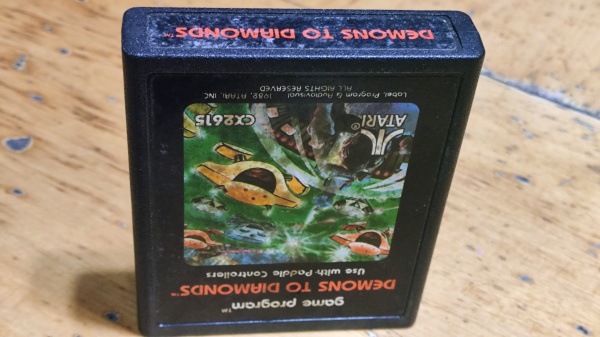 game program™
DEMONS TO DIAMONDS™
Use with Paddle Controllers
ATARI® CX2615
Label, Program & Audiovisual 1982, ATARI, INC.
ALL RIGHTS RESERVED
DEMONS TO DIAMONDS™